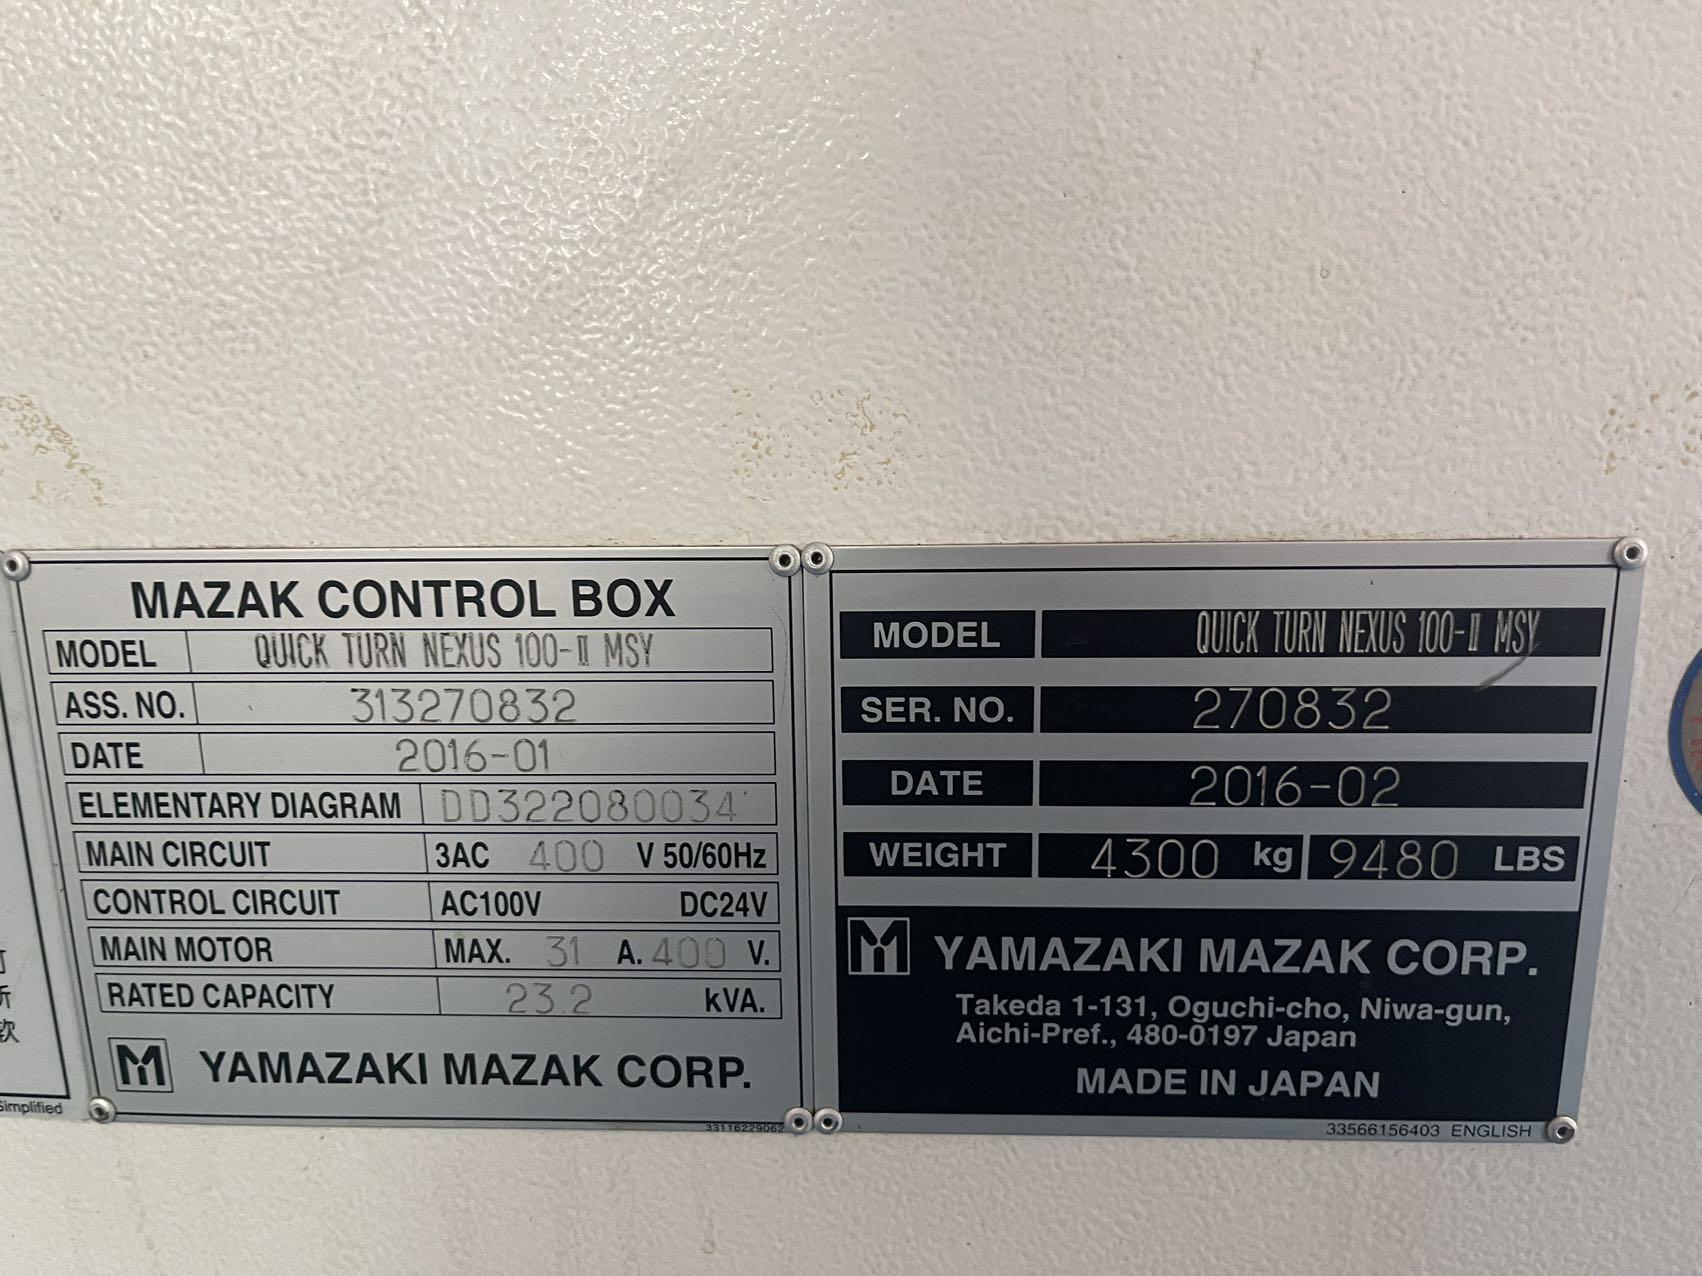 MAZAK CONTROL BOX
MODEL QUICK TURN NEXUS 100-II MSY
ASS. NO. 313270832
DATE 2016-01
ELEMENTARY DIAGRAM DD322080034
MAIN CIRCUIT 3AC 400 V 50/60Hz
CONTROL CIRCUIT AC100V DC24V
MAIN MOTOR MAX. 31 A. 400 V.
RATED CAPACITY 23.2 kVA.
YAMAZAKI MAZAK CORP.
33116229062
MODEL QUICK TURN NEXUS 100-II MSY
SER. NO. 270832
DATE 2016-02
WEIGHT 4300 kg 9480 LBS
YAMAZAKI MAZAK CORP.
Takeda 1-131, Oguchi-cho, Niwa-gun,
Aichi-Pref., 480-0197 Japan
MADE IN JAPAN
33566156403 ENGLISH
软
Simplified